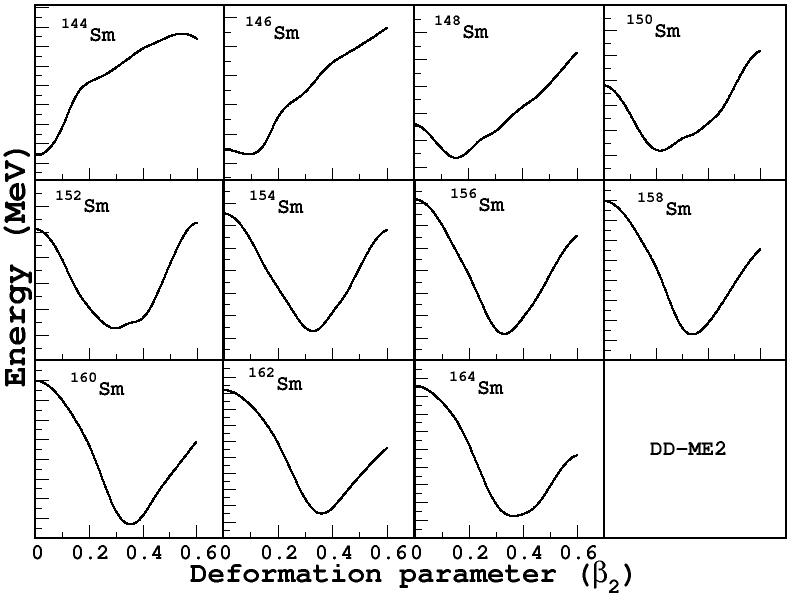 ¹⁴⁴Sm ¹⁴⁶Sm ¹⁴⁸Sm ¹⁵⁰Sm
¹⁵²Sm ¹⁵⁴Sm ¹⁵⁶Sm ¹⁵⁸Sm
¹⁶⁰Sm ¹⁶²Sm ¹⁶⁴Sm
DD-ME2
Energy (MeV)
0 0.2 0.4 0.6 0 0.2 0.4 0.6 0 0.2 0.4 0.6
Deformation parameter (β₂)